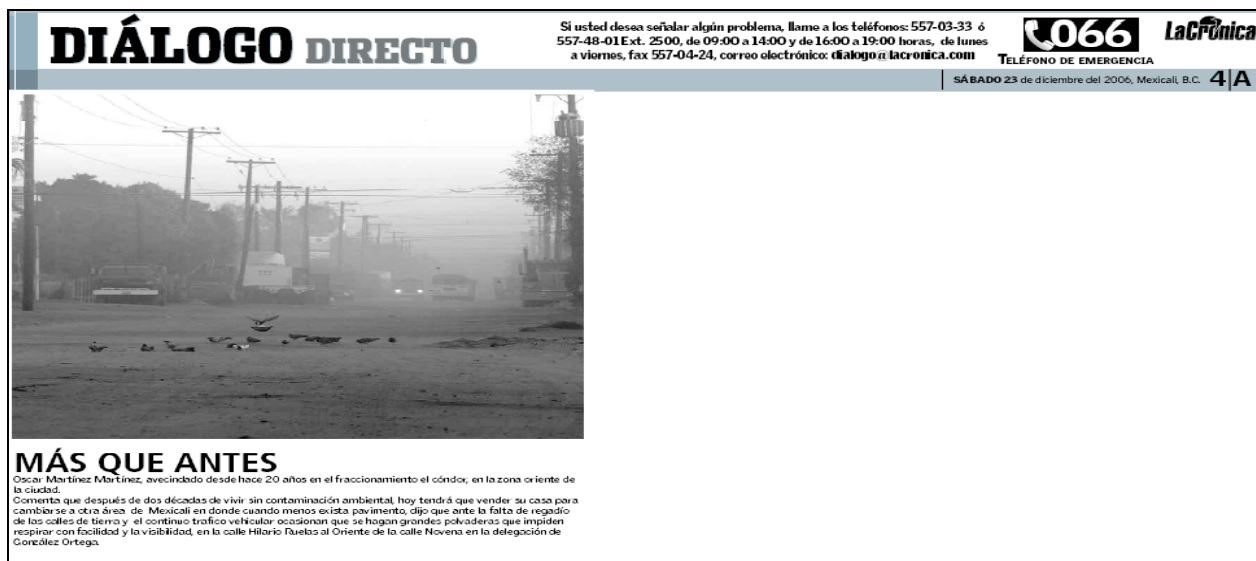 DIÁLOGO DIRECTO
Si usted desea señalar algún problema, llame a los teléfonos: 557-03-33 ó
557-48-01 Ext. 2500, de 09:00 a 14:00 y de 16:00 a 19:00 horas, de lunes
a viernes, fax 557-04-24, correo electrónico: dialogo@lacronica.com
066
TELÉFONO DE EMERGENCIA
LaCrónica
SÁBADO 23 de diciembre del 2006, Mexicali, B.C. 4|A
MÁS QUE ANTES
Oscar Martínez Martínez, avecindado desde hace 20 años en el fraccionamiento el cóndor, en la zona oriente de
la ciudad.
Comenta que después de dos décadas de vivir sin contaminación ambiental, hoy tendrá que vender su casa para
cambiarse a otra área de Mexicali en donde cuando menos exista pavimento, dijo que ante la falta de regadío
de las calles de tierra y el continuo trafico vehicular ocasionan que se hagan grandes polvaderas que impiden
respirar con facilidad y la visibilidad, en la calle Hilario Ruelas al Oriente de la calle Novena en la delegación de
González Ortega.